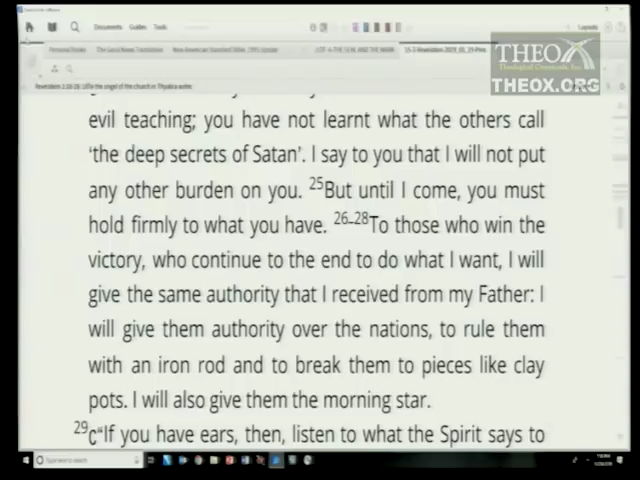 Documents Guides Tools
Layouts
THEOX
THEOX.ORG
evil teaching; you have not learnt what the others call
'the deep secrets of Satan'. I say to you that I will not put
any other burden on you. 25But until I come, you must
hold firmly to what you have. 26–28To those who win the
victory, who continue to the end to do what I want, I will
give the same authority that I received from my Father: I
will give them authority over the nations, to rule them
with an iron rod and to break them to pieces like clay
pots. I will also give them the morning star.
29C“If you have ears, then, listen to what the Spirit says to